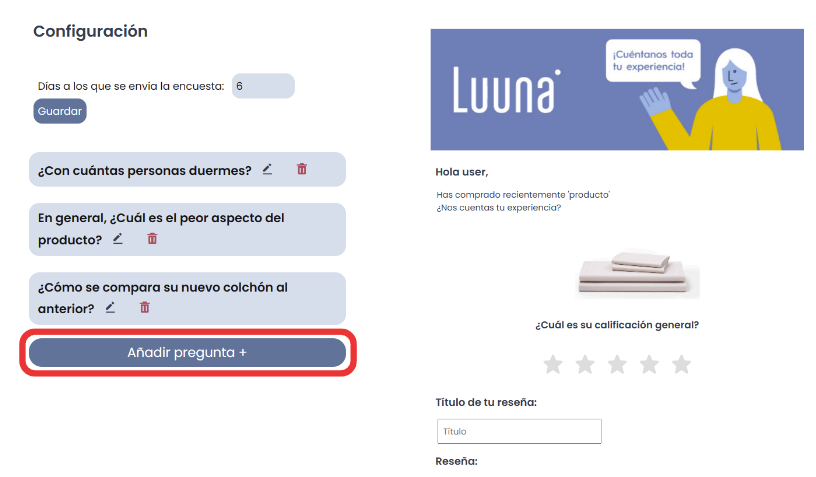 Configuración
Días a los que se envía la encuesta: 6
Guardar
¿Con cuántas personas duermes?
En general, ¿Cuál es el peor aspecto del
producto?
¿Cómo se compara su nuevo colchón al
anterior?
Añadir pregunta +
Luuna
¡Cuéntanos toda
tu experiencia!
Hola user,
Has comprado recientemente 'producto'
¿Nos cuentas tu experiencia?
¿Cuál es su calificación general?
Título de tu reseña:
Título
Reseña: